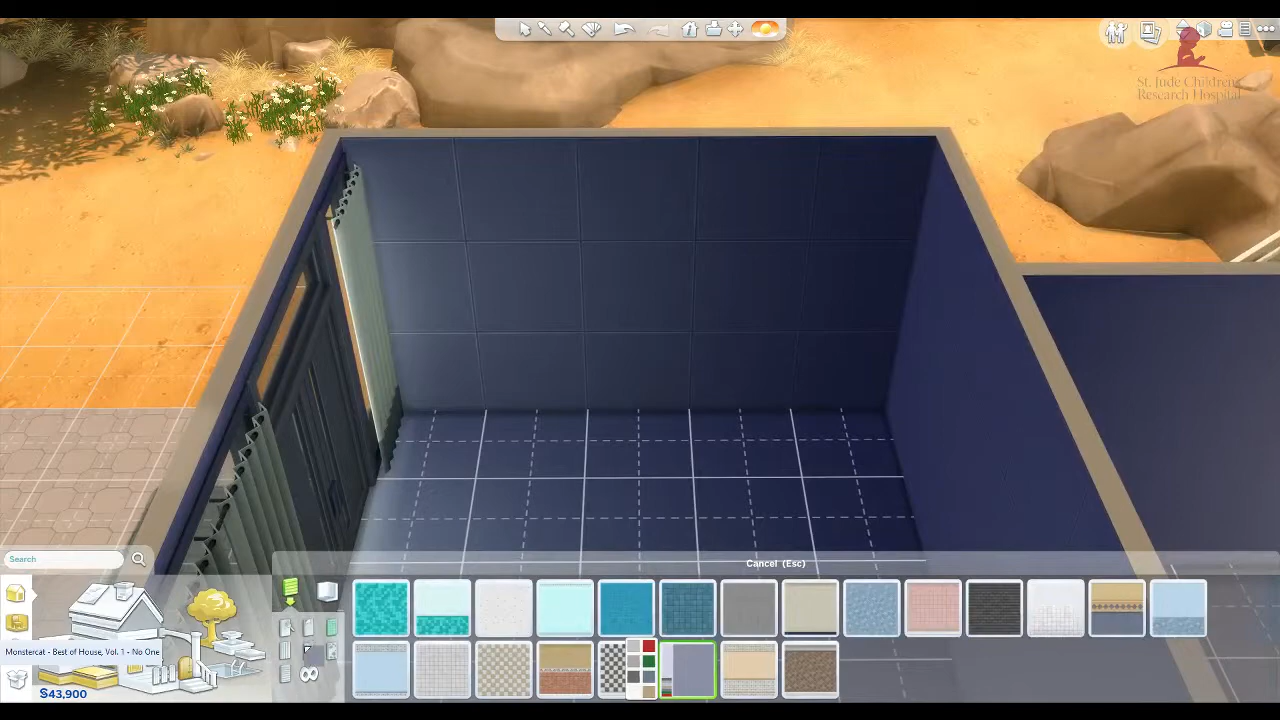 St. Jude Children's
Research Hospital
Cancel (Esc)
Search
Monstercat - Best of House, Vol. 1 - No One
§43,900